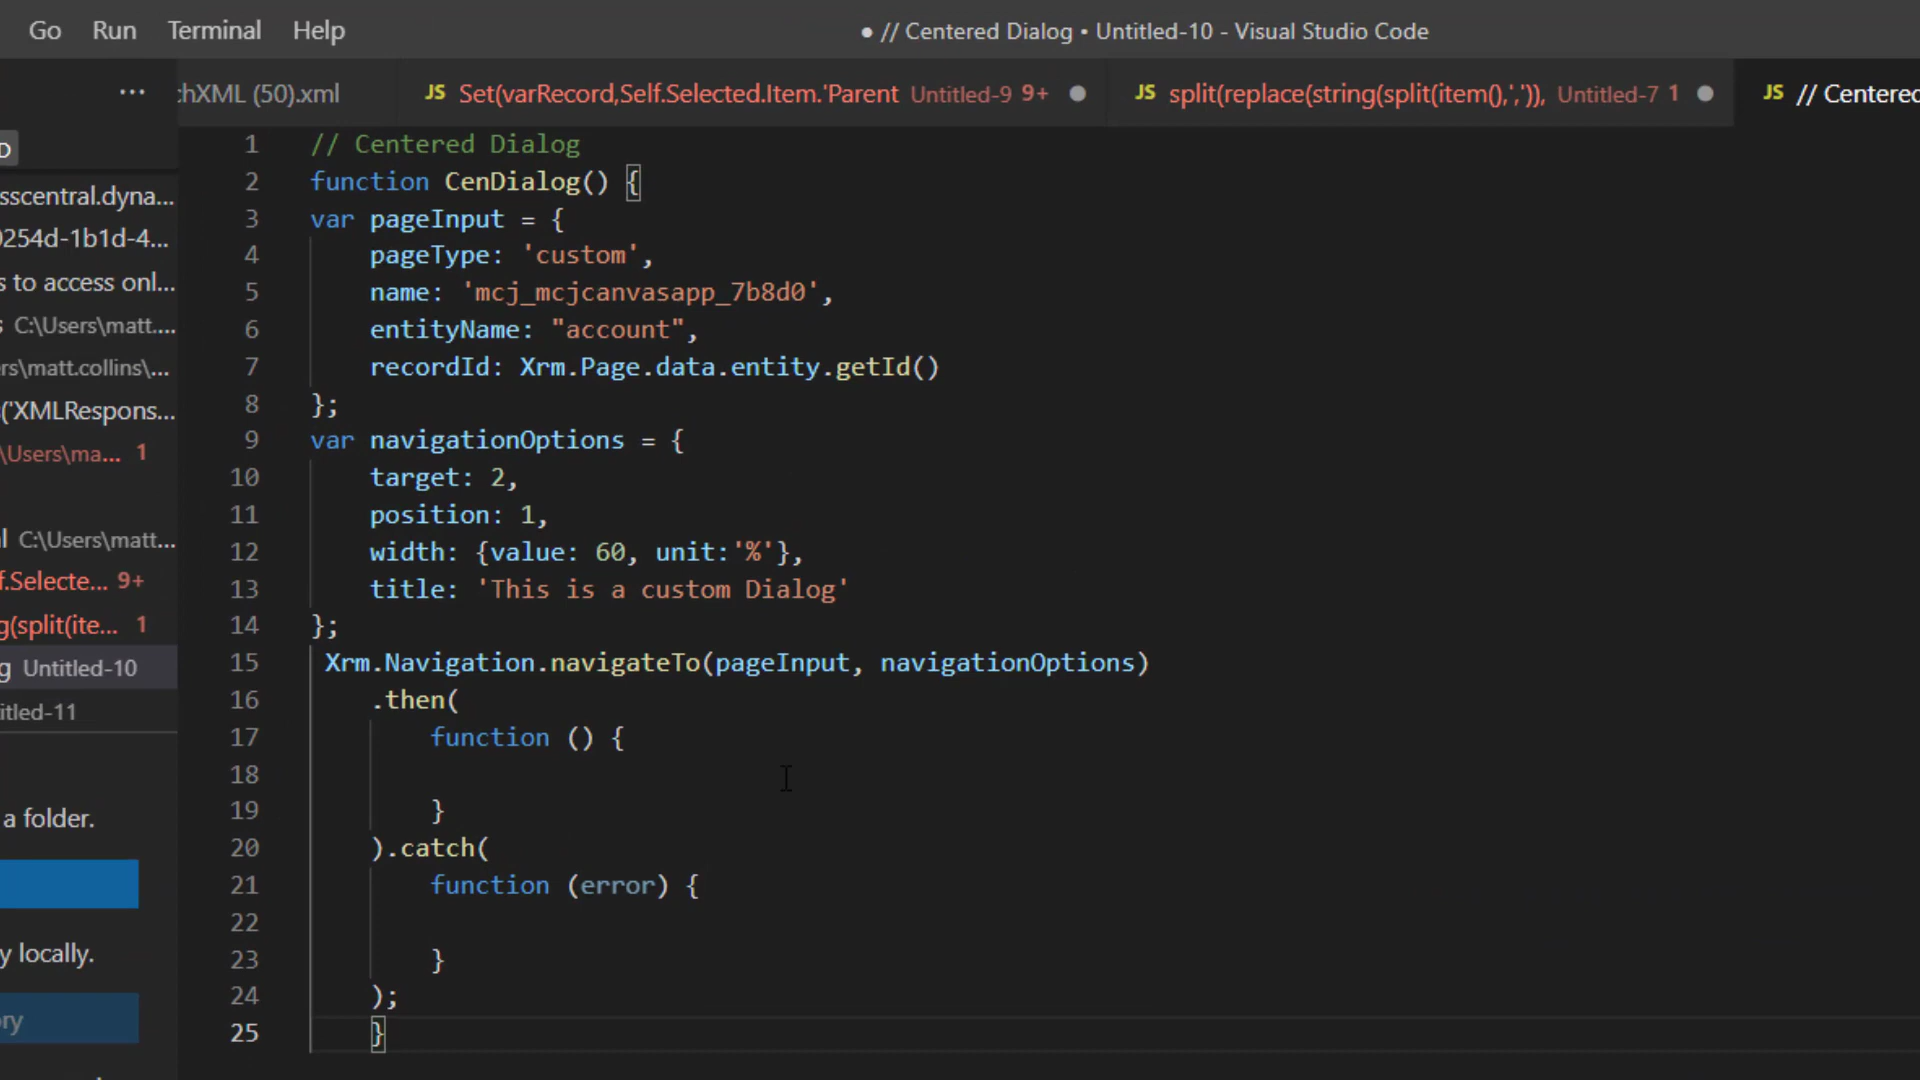 Go Run Terminal Help
● // Centered Dialog • Untitled-10 - Visual Studio Code
chXML (50).xml
JS Set(varRecord,Self.Selected.Item.'Parent Untitled-9 9+ ●
JS split(replace(string(split(item(),',')), Untitled-7 1 ●
JS // Centered
D
sscentral.dyna...
0254d-1b1d-4...
s to access onl...
C:\Users\matt....
rs\matt.collins\...
('XMLRespons...
\Users\ma... 1
l C:\Users\matt...
f.Selecte... 9+
g(split(ite... 1
g Untitled-10
itled-11
a folder.
y locally.
ory
1 // Centered Dialog
2 function CenDialog() {
3 var pageInput = {
4 pageType: 'custom',
5 name: 'mcj_mcjcanvasapp_7b8d0',
6 entityName: "account",
7 recordId: Xrm.Page.data.entity.getId()
8 };
9 var navigationOptions = {
10 target: 2,
11 position: 1,
12 width: {value: 60, unit:'%'},
13 title: 'This is a custom Dialog'
14 };
15 Xrm.Navigation.navigateTo(pageInput, navigationOptions)
16 .then(
17 function () {
18
19 }
20 ).catch(
21 function (error) {
22
23 }
24 );
25 }